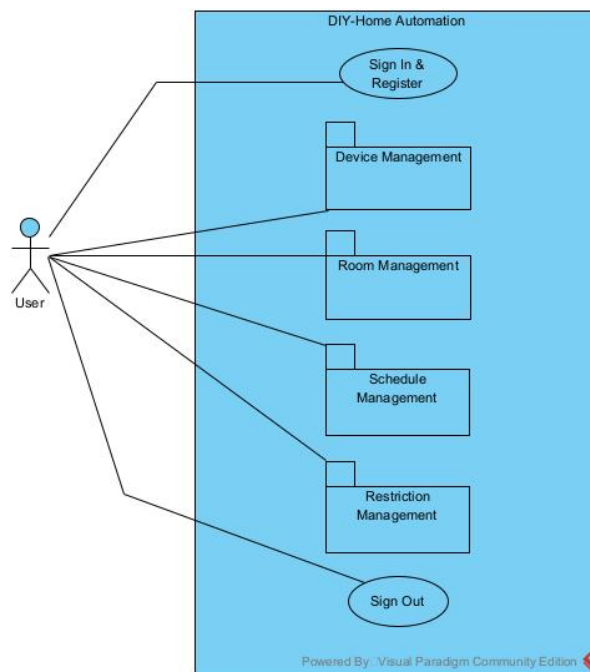 DIY-Home Automation
Sign In &
Register
Device Management
Room Management
User
Schedule
Management
Restriction
Management
Sign Out
Powered By: Visual Paradigm Community Edition